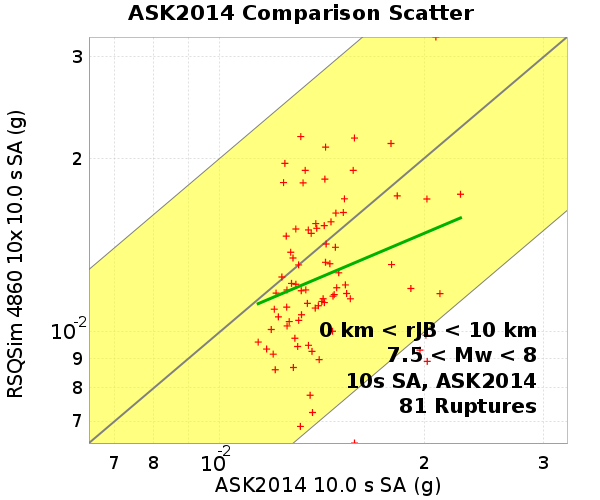 ASK2014 Comparison Scatter
RSQSim 4860 10x 10.0 s SA (g)
3
2
10⁻²
9
8
7
0 km < rJB < 10 km
7.5 < Mw < 8
10s SA, ASK2014
81 Ruptures
7 8 10⁻² 2 3
ASK2014 10.0 s SA (g)